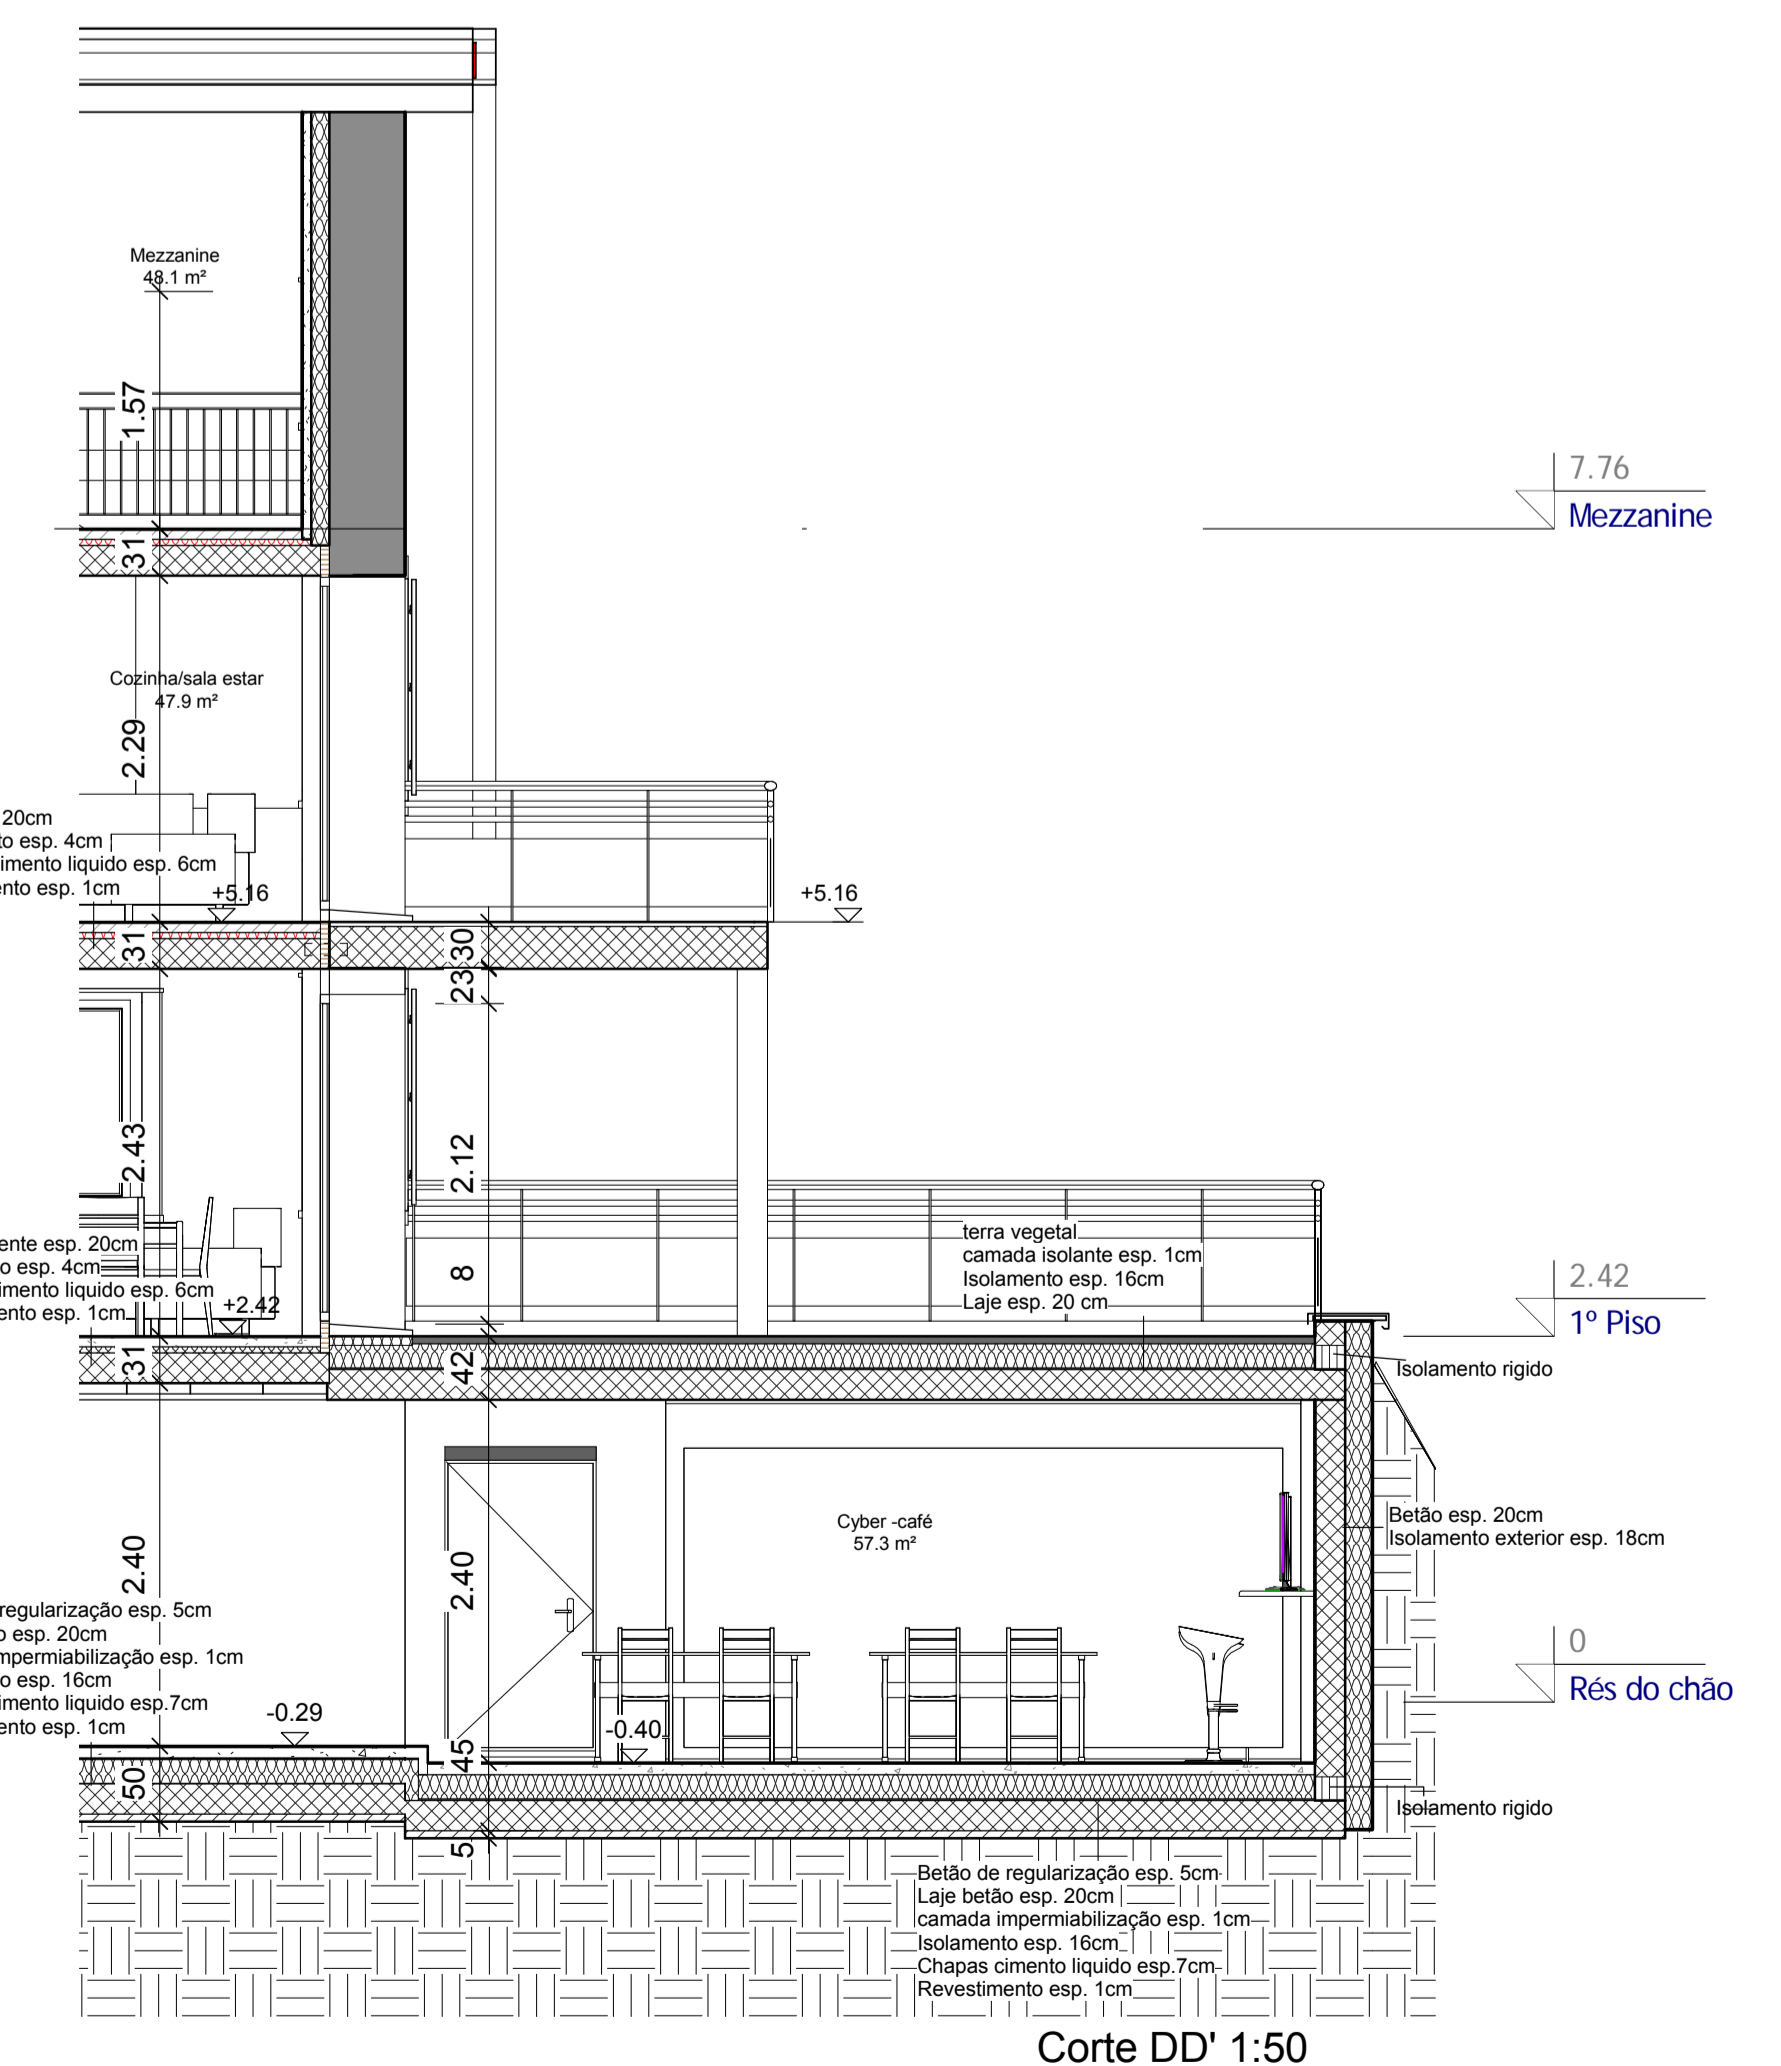 Mezzanine
48.1 m²
1.57
7.76
Mezzanine
31
Cozinha/sala estar
47.9 m²
2.29
20cm
to esp. 4cm
imento liquido esp. 6cm
ento esp. 1cm
+5.16
+5.16
31
30
23
2.43
2.12
8
ente esp. 20cm
o esp. 4cm
imento liquido esp. 6cm
ento esp. 1cm
+2.42
terra vegetal
camada isolante esp. 1cm
Isolamento esp. 16cm
Laje esp. 20 cm
2.42
1º Piso
31
42
Isolamento rigido
Cyber -café
57.3 m²
Betão esp. 20cm
Isolamento exterior esp. 18cm
2.40
2.40
regularização esp. 5cm
o esp. 20cm
mpermiabilização esp. 1cm
o esp. 16cm
imento liquido esp.7cm
ento esp. 1cm
0
Rés do chão
-0.29
-0.40
50
45
5
Isolamento rigido
Betão de regularização esp. 5cm
Laje betão esp. 20cm
camada impermiabilização esp. 1cm
Isolamento esp. 16cm
Chapas cimento liquido esp.7cm
Revestimento esp. 1cm
Corte DD' 1:50